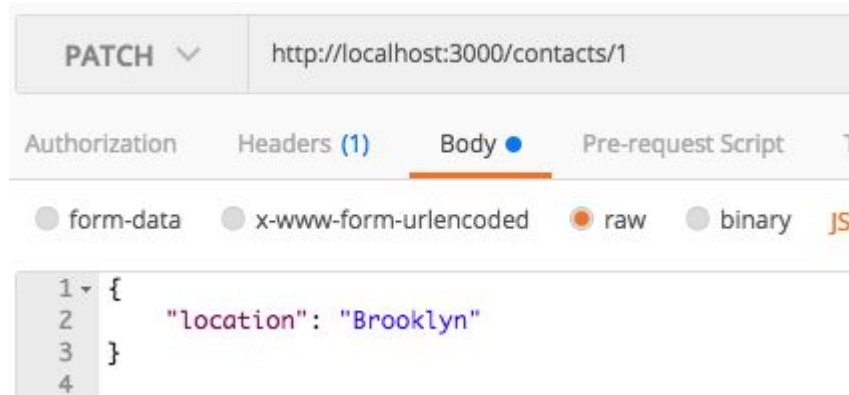 PATCH http://localhost:3000/contacts/1
Authorization Headers (1) Body Pre-request Script
form-data x-www-form-urlencoded raw binary JS
1 {
2 "location": "Brooklyn"
3 }
4